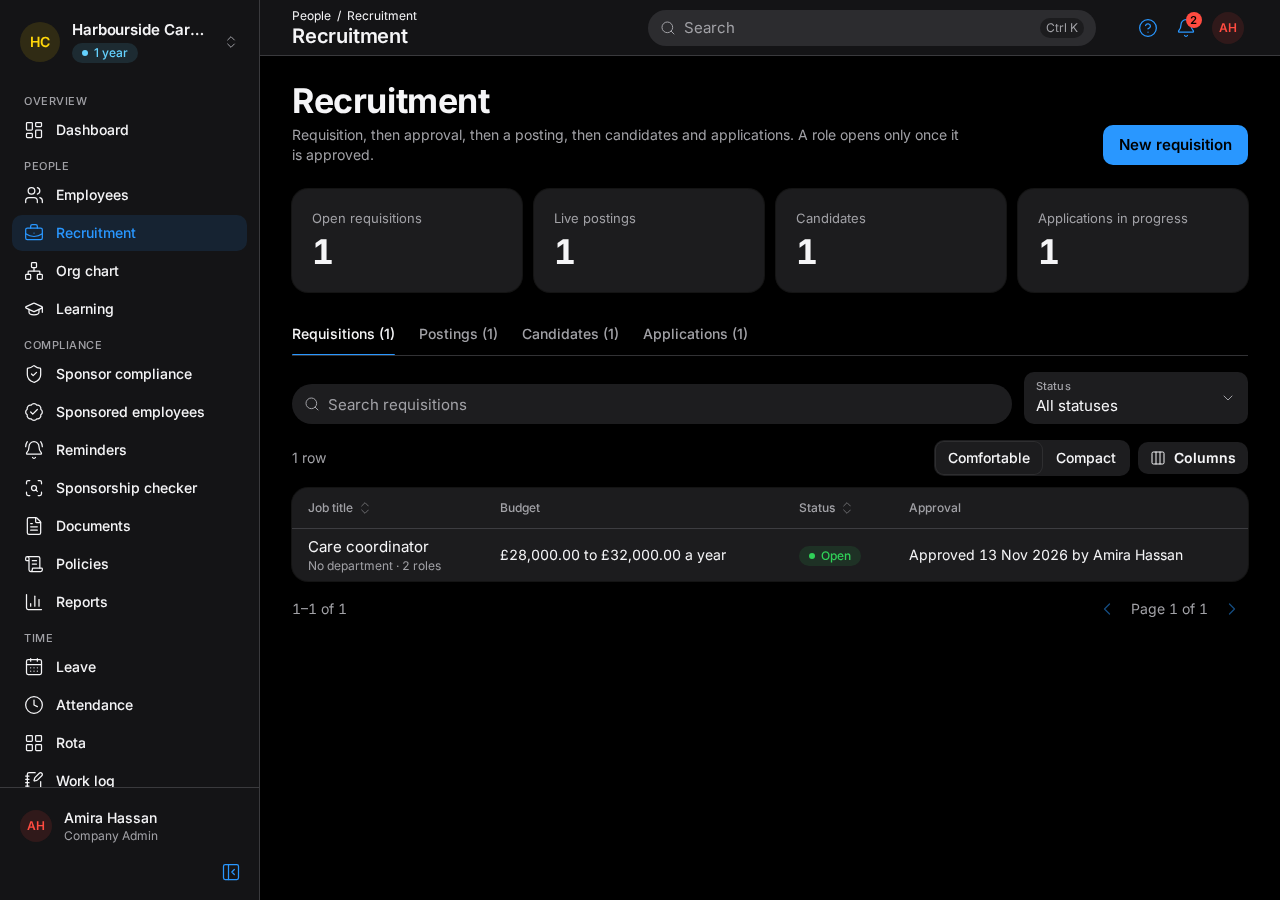 HC
Harbourside Car...
1 year
OVERVIEW
Dashboard
PEOPLE
Employees
Recruitment
Org chart
Learning
COMPLIANCE
Sponsor compliance
Sponsored employees
Reminders
Sponsorship checker
Documents
Policies
Reports
TIME
Leave
Attendance
Rota
Work log
AH
Amira Hassan
Company Admin
People / Recruitment
Recruitment
Search
Ctrl K
2
AH
Recruitment
Requisition, then approval, then a posting, then candidates and applications. A role opens only once it
is approved.
New requisition
Open requisitions
1
Live postings
1
Candidates
1
Applications in progress
1
Requisitions (1)
Postings (1)
Candidates (1)
Applications (1)
Search requisitions
Status
All statuses
1 row
Comfortable
Compact
Columns
Job title
Budget
Status
Approval
Care coordinator
No department · 2 roles
£28,000.00 to £32,000.00 a year
Open
Approved 13 Nov 2026 by Amira Hassan
1–1 of 1
Page 1 of 1